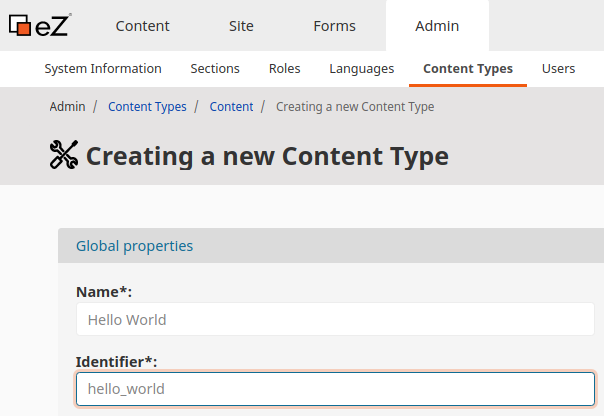 eZ Content Site Forms Admin
System Information Sections Roles Languages Content Types Users
Admin / Content Types / Content / Creating a new Content Type
Creating a new Content Type
Global properties
Name*:
Hello World
Identifier*:
hello_world